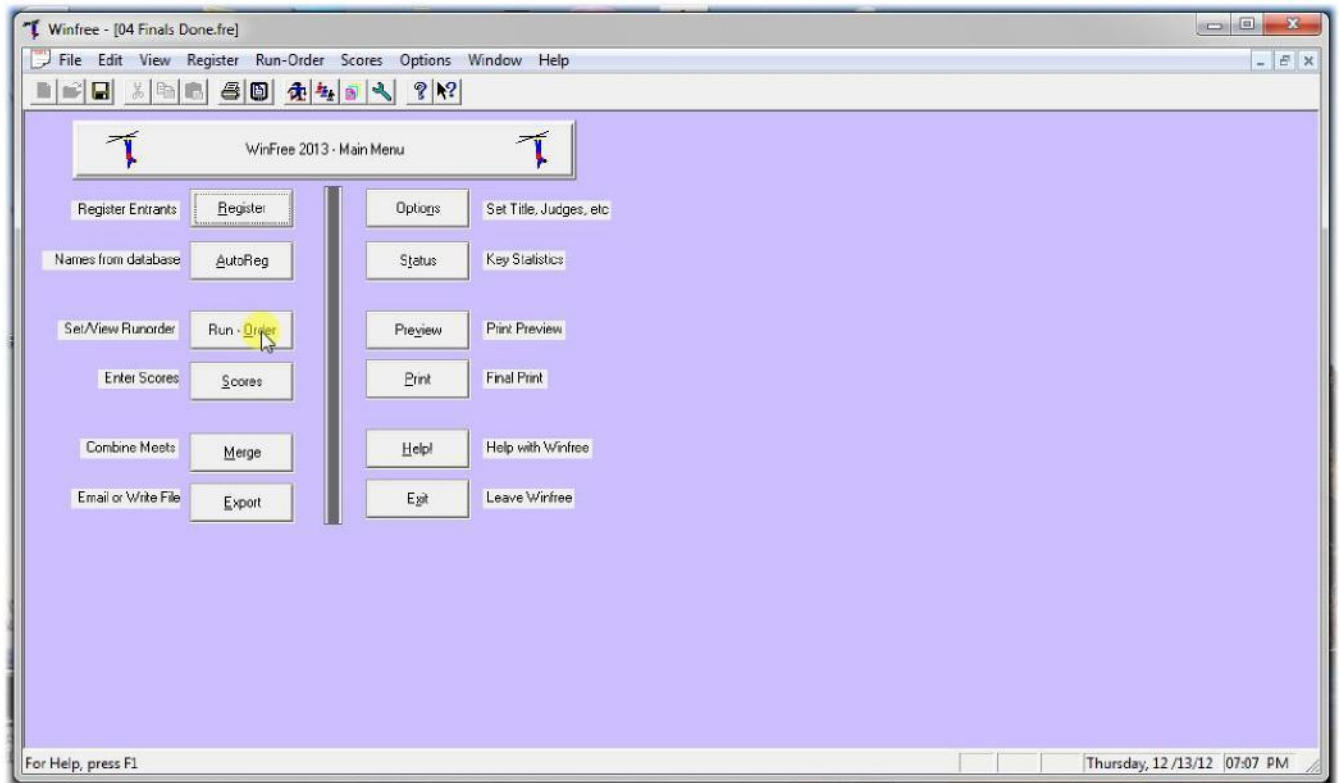 Winfree - [04 Finals Done.fre]
File Edit View Register Run-Order Scores Options Window Help
WinFree 2013 - Main Menu
Register Entrants Register Options Set Title, Judges, etc
Names from database AutoReg Status Key Statistics
Set/View Runorder Run - Order Preview Print Preview
Enter Scores Scores Print Final Print
Combine Meets Merge Help! Help with Winfree
Email or Write File Export Exit Leave Winfree
For Help, press F1 Thursday, 12 /13/12 07:07 PM